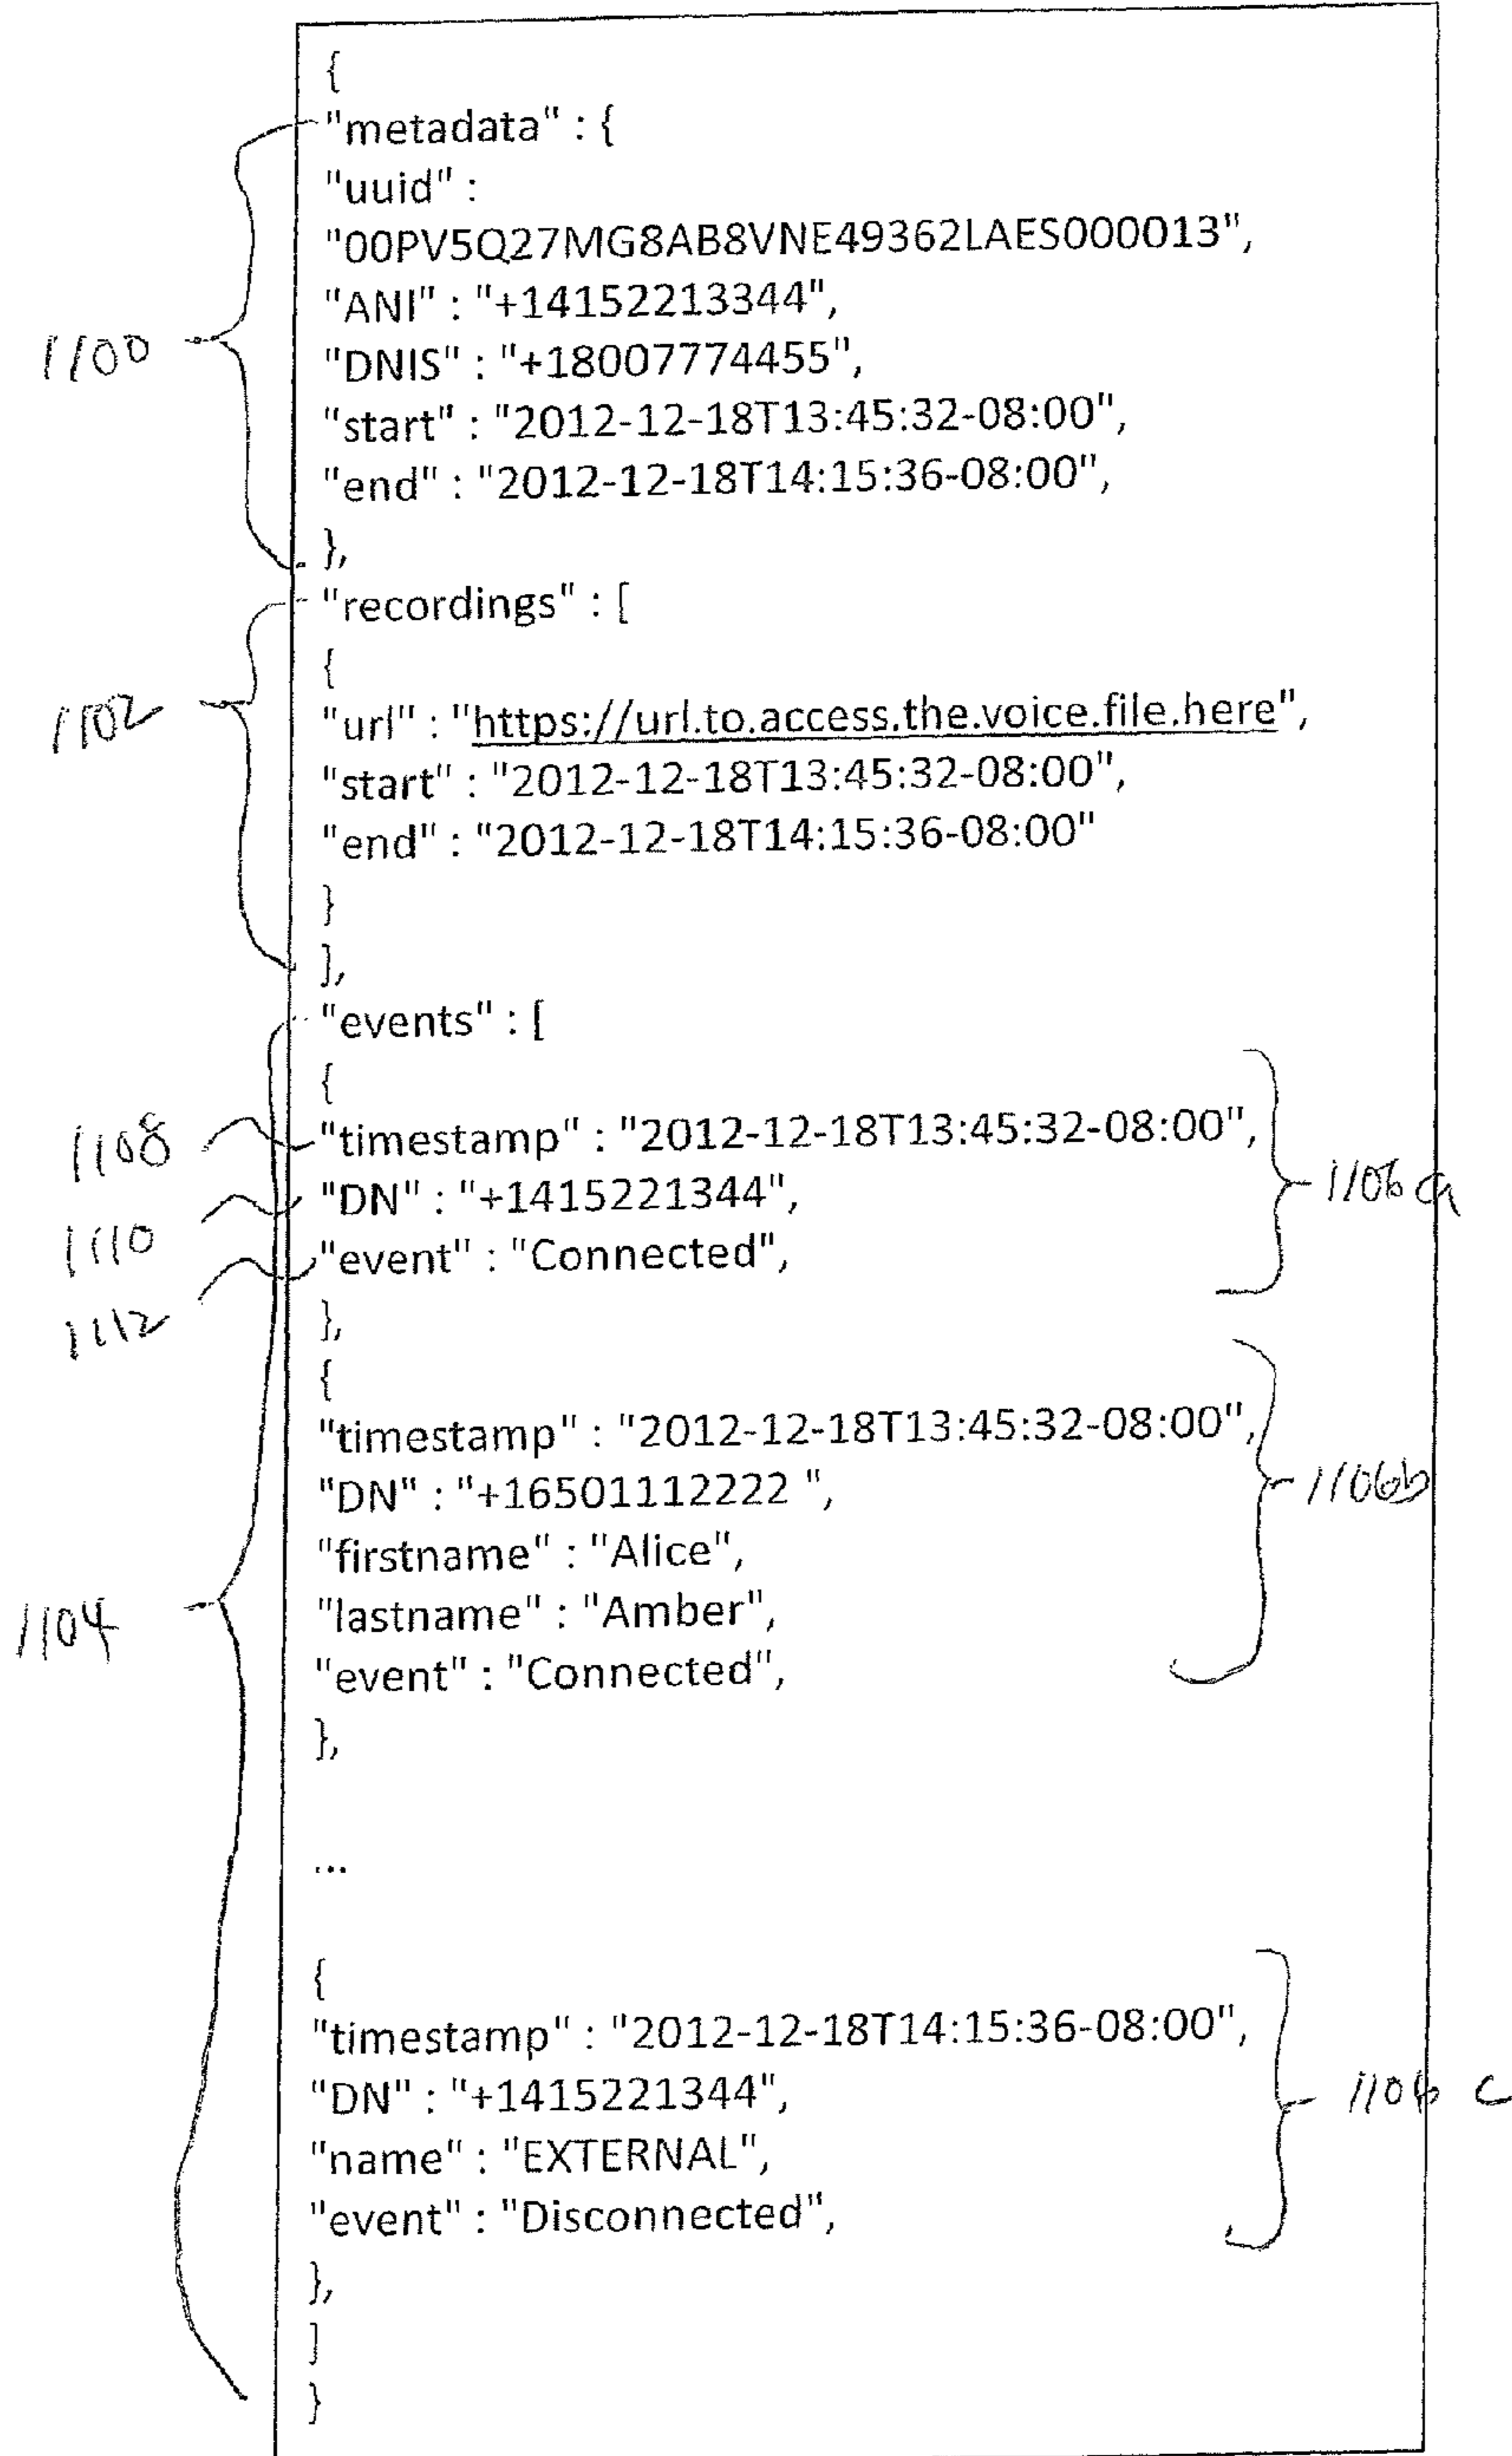 {
"metadata" : {
"uuid" :
"00PV5Q27MG8AB8VNE49362LAES000013",
"ANI" : "+14152213344",
1100
"DNIS" : "+18007774455",
"start" : "2012-12-18T13:45:32-08:00",
"end" : "2012-12-18T14:15:36-08:00",
},
"recordings" : [
{
1102
"url" : "https://url.to.access.the.voice.file.here",
"start" : "2012-12-18T13:45:32-08:00",
"end" : "2012-12-18T14:15:36-08:00"
}
],
"events" : [
{
1108
"timestamp" : "2012-12-18T13:45:32-08:00",
1106a
1110
"DN" : "+1415221344",
1112
"event" : "Connected",
},
{
"timestamp" : "2012-12-18T13:45:32-08:00",
"DN" : "+16501112222 ",
1106b
"firstname" : "Alice",
1104
"lastname" : "Amber",
"event" : "Connected",
},
...
{
"timestamp" : "2012-12-18T14:15:36-08:00",
"DN" : "+1415221344",
1106 c
"name" : "EXTERNAL",
"event" : "Disconnected",
},
]
}